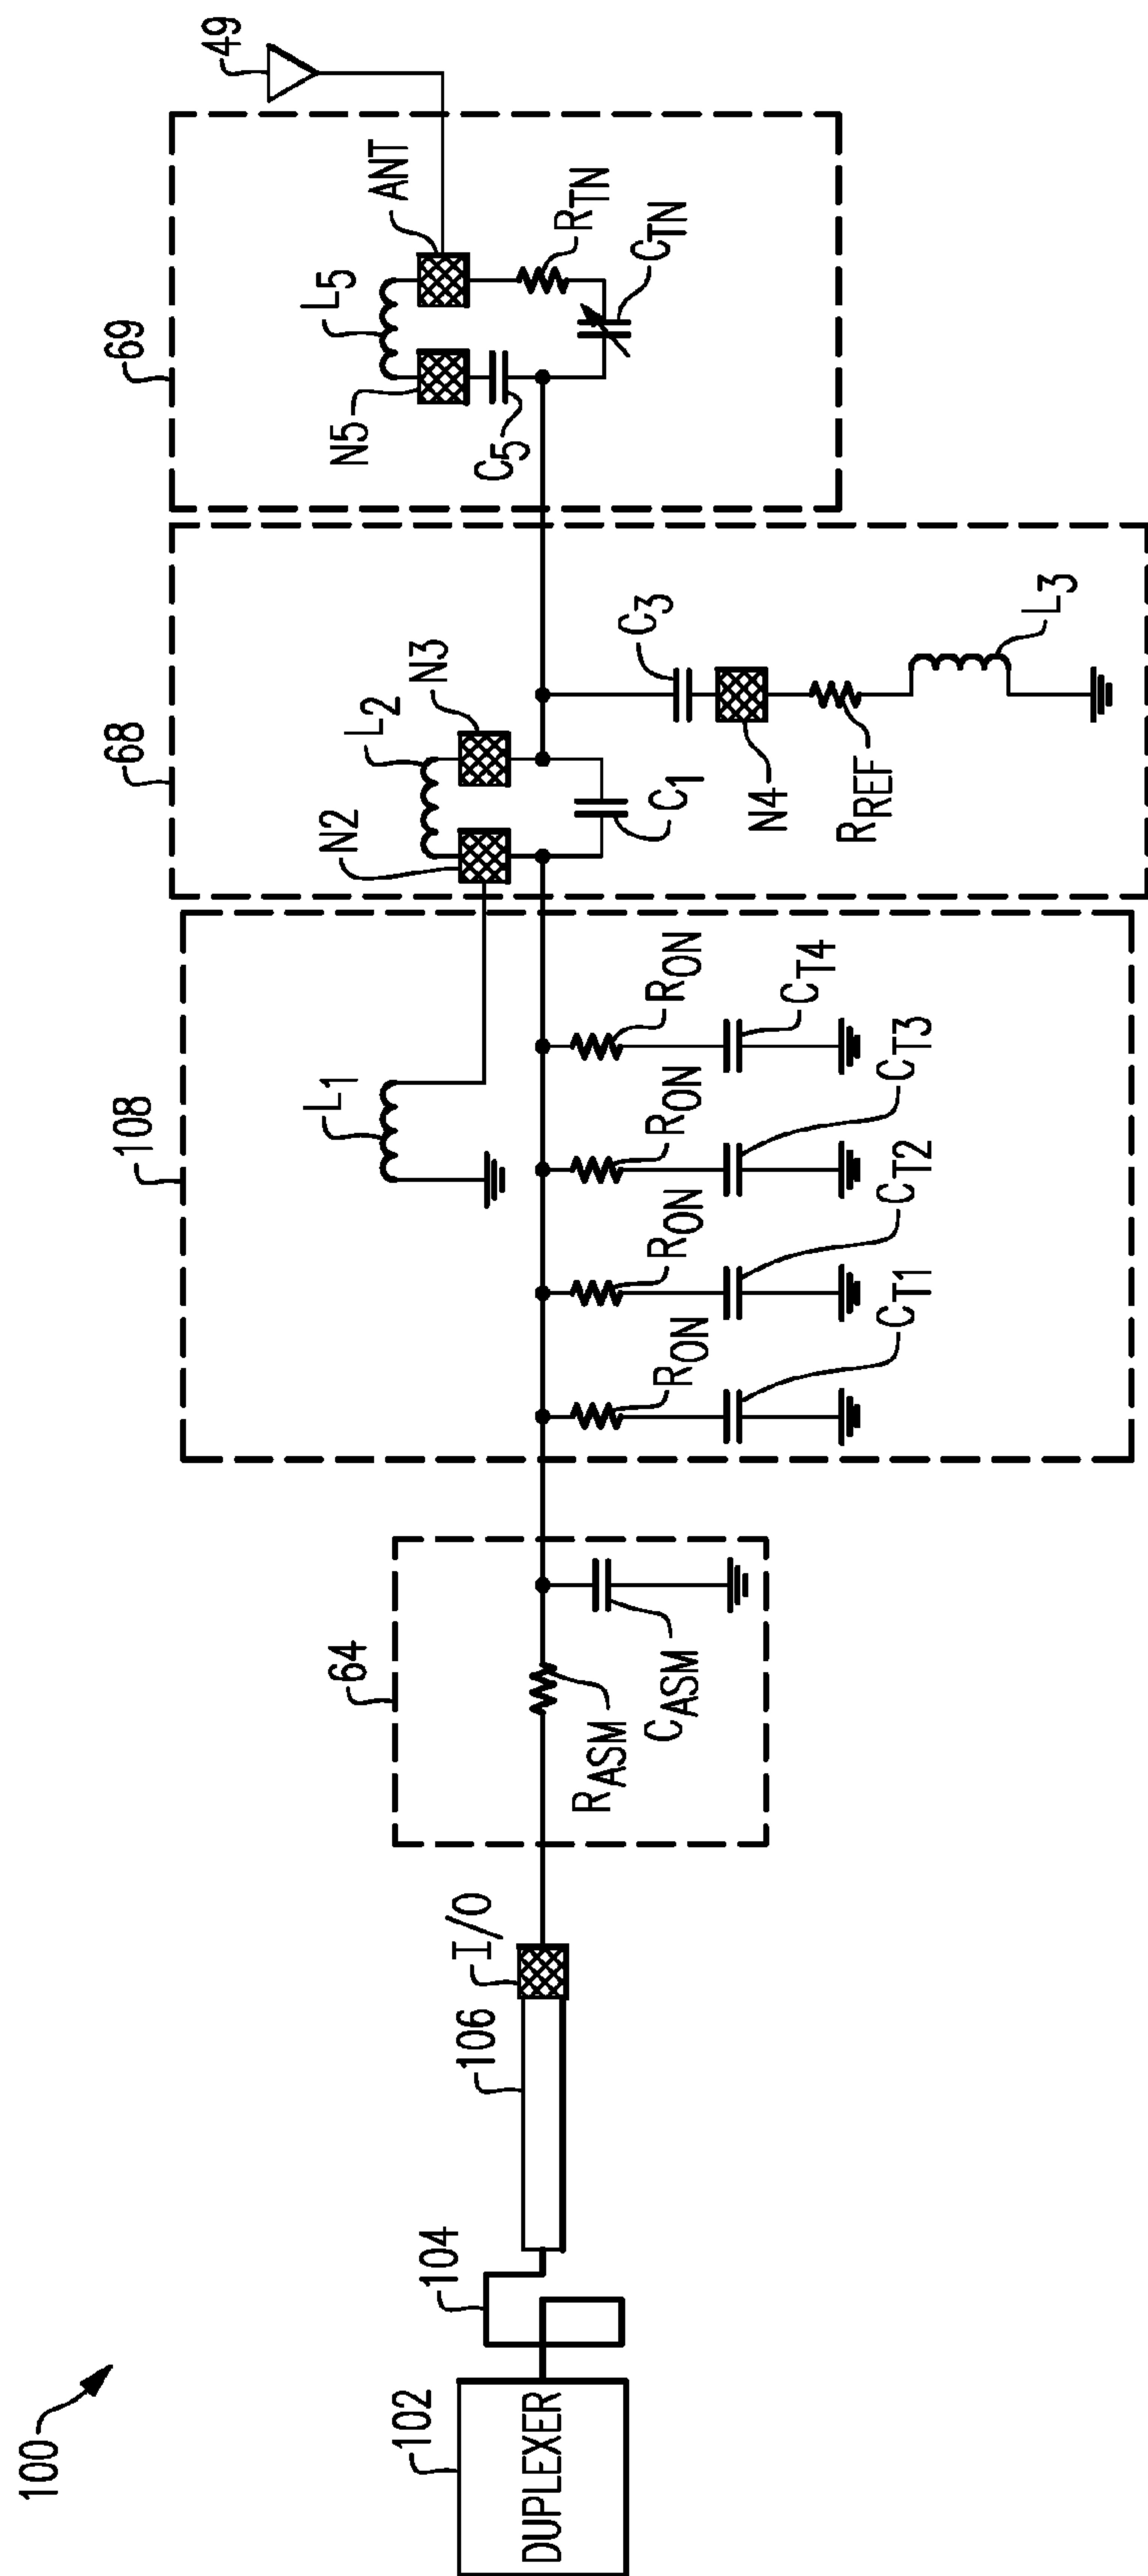 100
102
DUPLEXER
104
106
I/O
64
RASM
CASM
108
L1
RON
RON
RON
RON
CT1
CT2
CT3
CT4
68
N2
L2
N3
C1
C3
N4
RREF
L3
69
N5
L5
ANT
C5
RTN
CTN
49